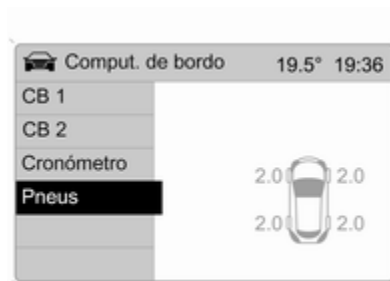 Comput. de bordo 19.5° 19:36
CB 1
CB 2
Cronómetro
Pneus
2.0 2.0
2.0 2.0